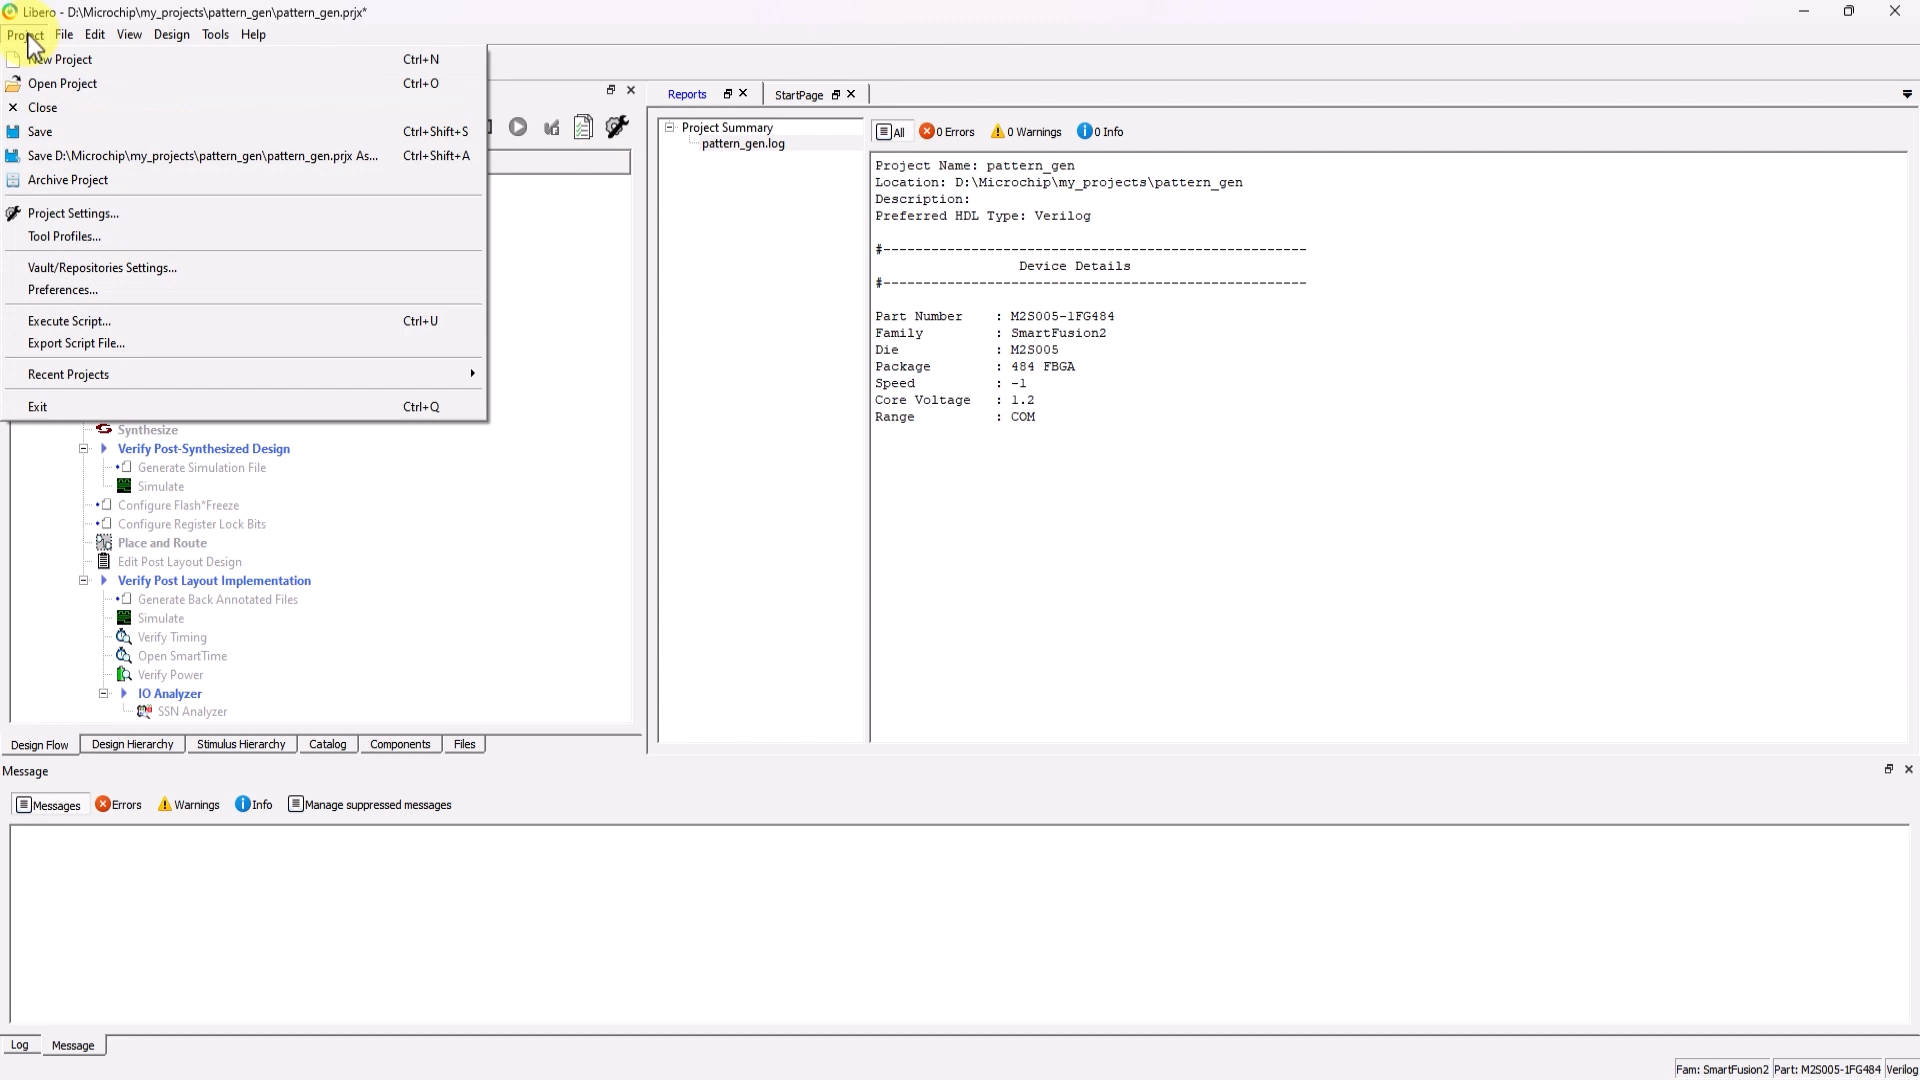 Libero - D:\Microchip\my_projects\pattern_gen\pattern_gen.prjx*
Project File Edit View Design Tools Help
New Project Ctrl+N
Open Project Ctrl+O
Close
Save Ctrl+Shift+S
Save D:\Microchip\my_projects\pattern_gen\pattern_gen.prjx As... Ctrl+Shift+A
Archive Project
Project Settings...
Tool Profiles...
Vault/Repositories Settings...
Preferences...
Execute Script... Ctrl+U
Export Script File...
Recent Projects
Exit Ctrl+Q
Synthesize
Verify Post-Synthesized Design
Generate Simulation File
Simulate
Configure Flash*Freeze
Configure Register Lock Bits
Place and Route
Edit Post Layout Design
Verify Post Layout Implementation
Generate Back Annotated Files
Simulate
Verify Timing
Open SmartTime
Verify Power
IO Analyzer
SSN Analyzer
Design Flow Design Hierarchy Stimulus Hierarchy Catalog Components Files
Reports StartPage
Project Summary
pattern_gen.log
All 0 Errors 0 Warnings 0 Info
Project Name: pattern_gen
Location: D:\Microchip\my_projects\pattern_gen
Description:
Preferred HDL Type: Verilog
#-----------------------------------------------------
Device Details
#-----------------------------------------------------
Part Number : M2S005-1FG484
Family : SmartFusion2
Die : M2S005
Package : 484 FBGA
Speed : -1
Core Voltage : 1.2
Range : COM
Message
Messages Errors Warnings Info Manage suppressed messages
Log Message
Fam: SmartFusion2 Part: M2S005-1FG484 Verilog